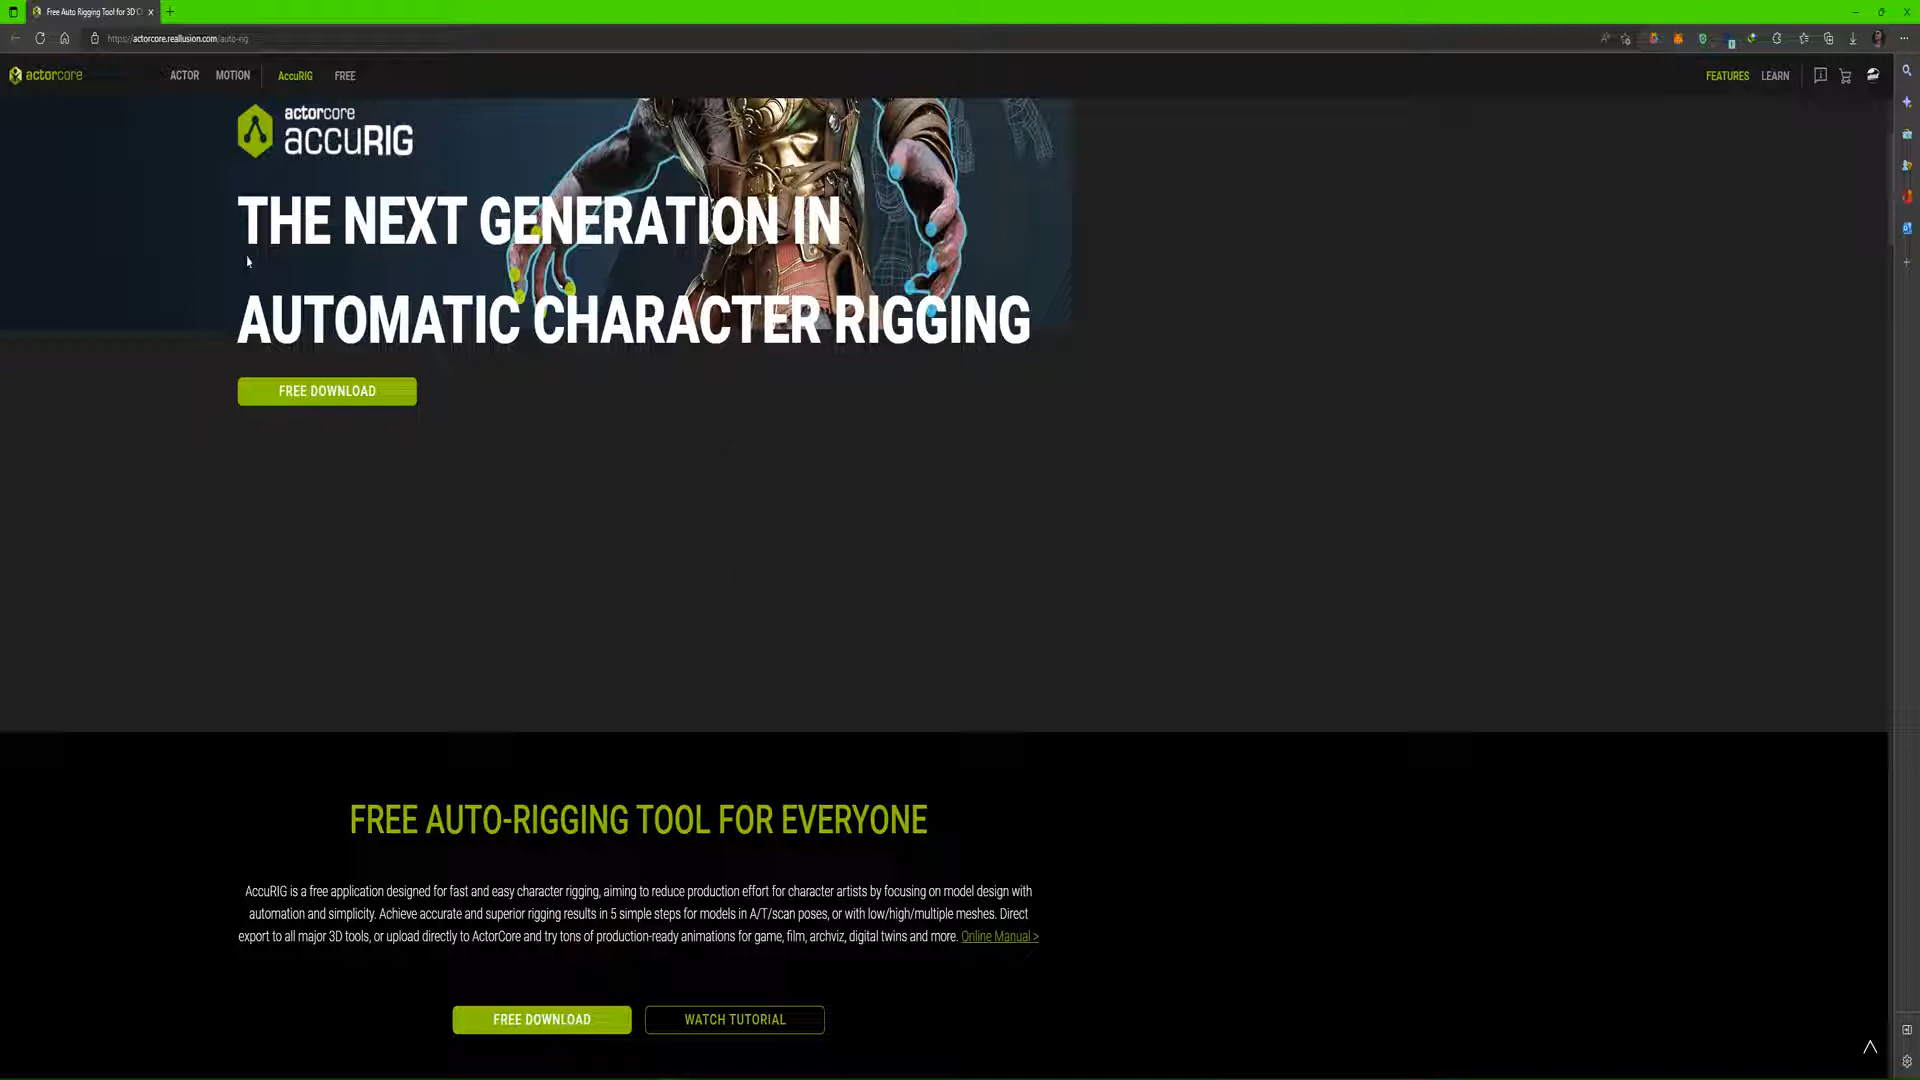 Free Auto Rigging Tool for 3D C
https://actorcore.reallusion.com/auto-rig
actorcore
ACTOR
MOTION
AccuRIG
FREE
FEATURES
LEARN
actorcore
accuRIG
THE NEXT GENERATION IN
AUTOMATIC CHARACTER RIGGING
FREE DOWNLOAD
FREE AUTO-RIGGING TOOL FOR EVERYONE
AccuRIG is a free application designed for fast and easy character rigging, aiming to reduce production effort for character artists by focusing on model design with
automation and simplicity. Achieve accurate and superior rigging results in 5 simple steps for models in A/T/scan poses, or with low/high/multiple meshes. Direct
export to all major 3D tools, or upload directly to ActorCore and try tons of production-ready animations for game, film, archviz, digital twins and more. Online Manual >
FREE DOWNLOAD
WATCH TUTORIAL